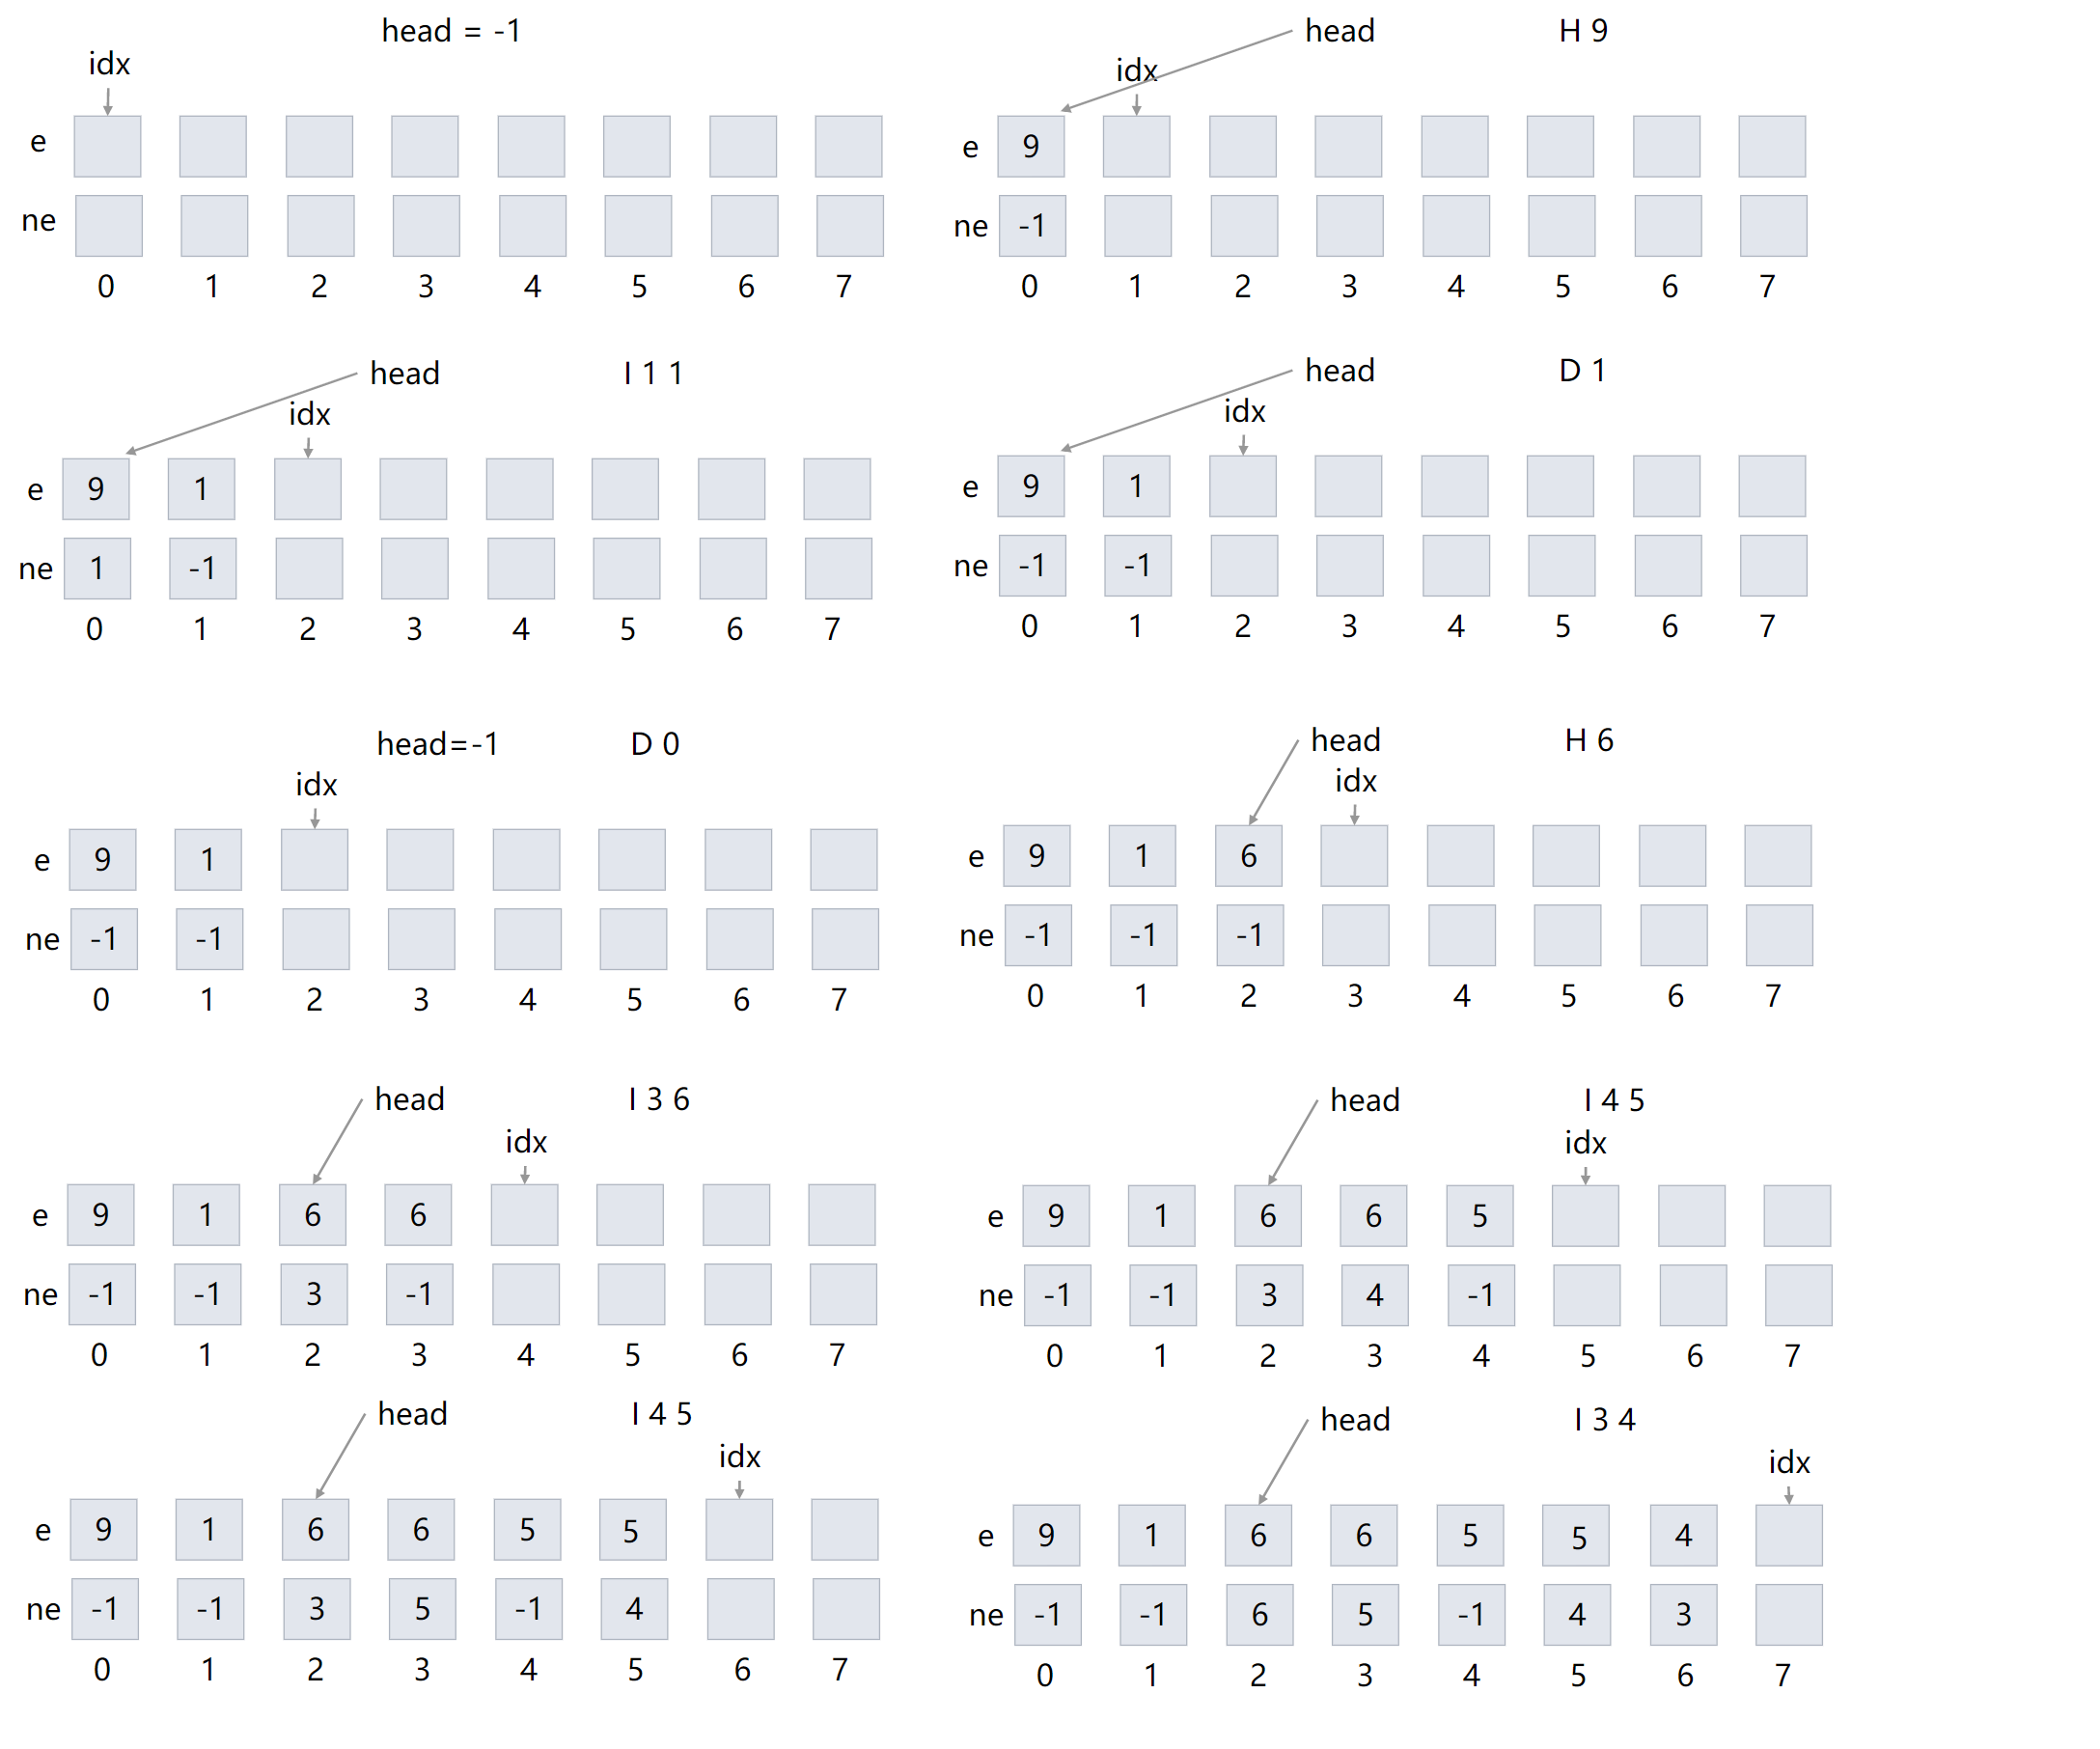 head = -1
idx
e
ne
0 1 2 3 4 5 6 7
head H 9
idx
e 9
ne -1
0 1 2 3 4 5 6 7
head I 1 1
idx
e 9 1
ne 1 -1
0 1 2 3 4 5 6 7
head D 1
idx
e 9 1
ne -1 -1
0 1 2 3 4 5 6 7
head=-1 D 0
idx
e 9 1
ne -1 -1
0 1 2 3 4 5 6 7
head H 6
idx
e 9 1 6
ne -1 -1 -1
0 1 2 3 4 5 6 7
head I 3 6
idx
e 9 1 6 6
ne -1 -1 3 -1
0 1 2 3 4 5 6 7
head I 4 5
idx
e 9 1 6 6 5
ne -1 -1 3 4 -1
0 1 2 3 4 5 6 7
head I 4 5
idx
e 9 1 6 6 5 5
ne -1 -1 3 5 -1 4
0 1 2 3 4 5 6 7
head I 3 4
idx
e 9 1 6 6 5 5 4
ne -1 -1 6 5 -1 4 3
0 1 2 3 4 5 6 7